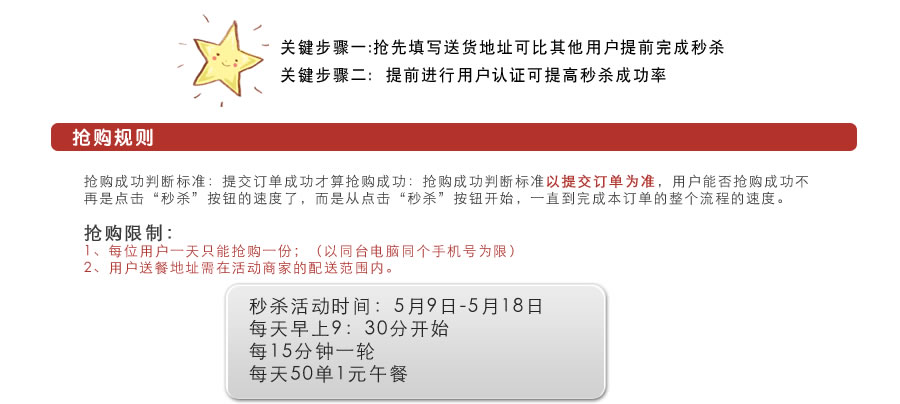 关键步骤一:抢先填写送货地址可比其他用户提前完成秒杀
关键步骤二：提前进行用户认证可提高秒杀成功率
抢购规则
抢购成功判断标准：提交订单成功才算抢购成功：抢购成功判断标准以提交订单为准，用户能否抢购成功不
再是点击“秒杀”按钮的速度了，而是从点击“秒杀”按钮开始，一直到完成本订单的整个流程的速度。
抢购限制：
1、每位用户一天只能抢购一份；（以同台电脑同个手机号为限）
2、用户送餐地址需在活动商家的配送范围内。
秒杀活动时间：5月9日-5月18日
每天早上9：30分开始
每15分钟一轮
每天50单1元午餐